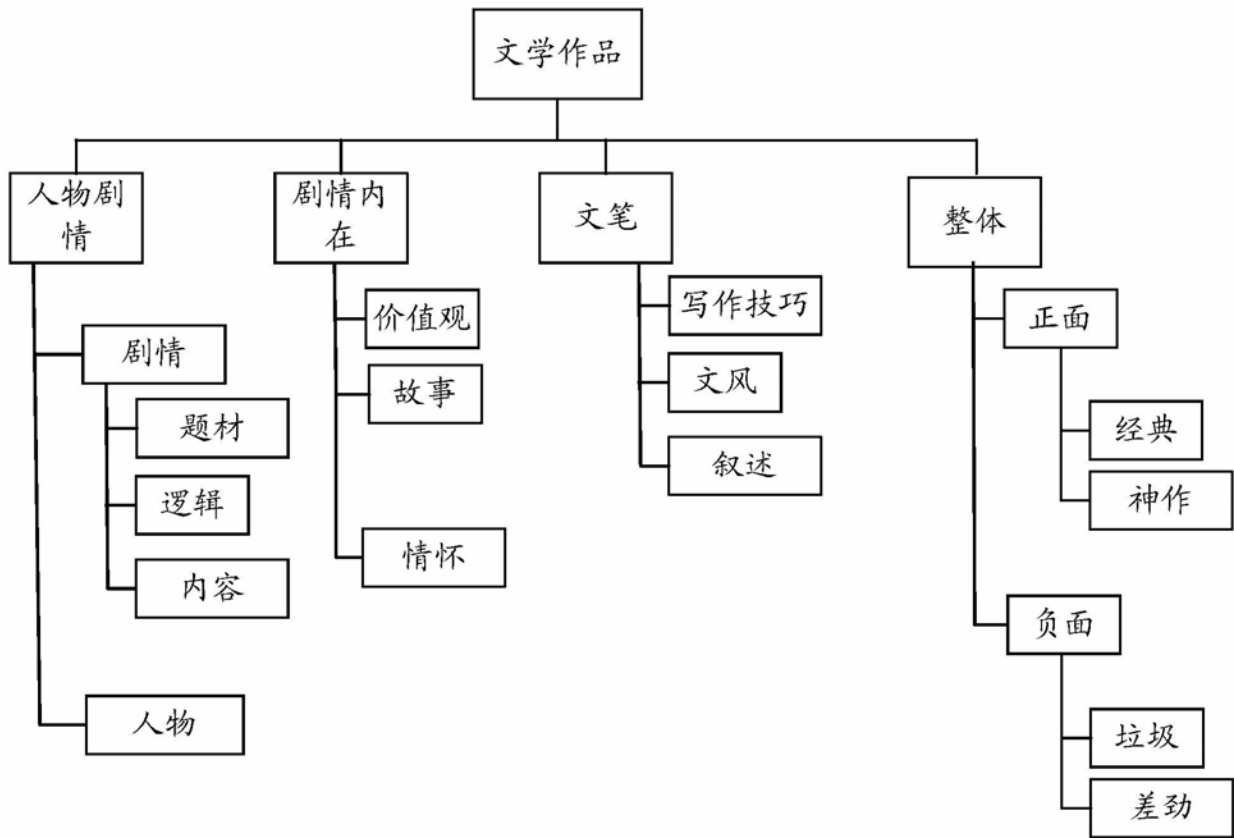 文学作品
人物剧
情
剧情
题材
逻辑
内容
人物
剧情内
在
价值观
故事
情怀
文笔
写作技巧
文风
叙述
整体
正面
经典
神作
负面
垃圾
差劲